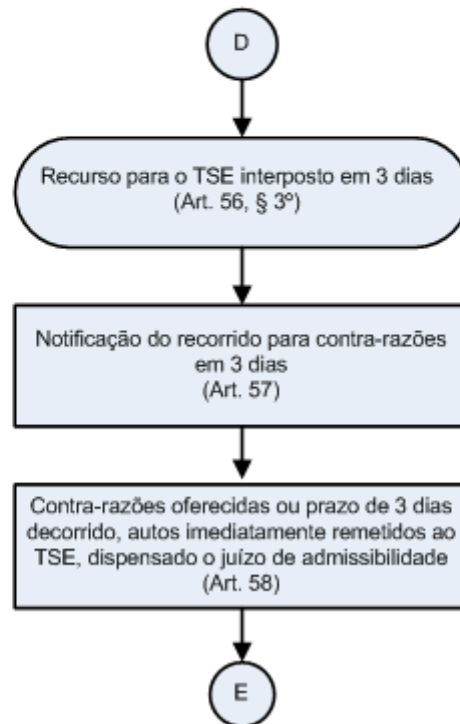 D
Recurso para o TSE interposto em 3 dias
(Art. 56, § 3º)
Notificação do recorrido para contra-razões
em 3 dias
(Art. 57)
Contra-razões oferecidas ou prazo de 3 dias
decorrido, autos imediatamente remetidos ao
TSE, dispensado o juízo de admissibilidade
(Art. 58)
E